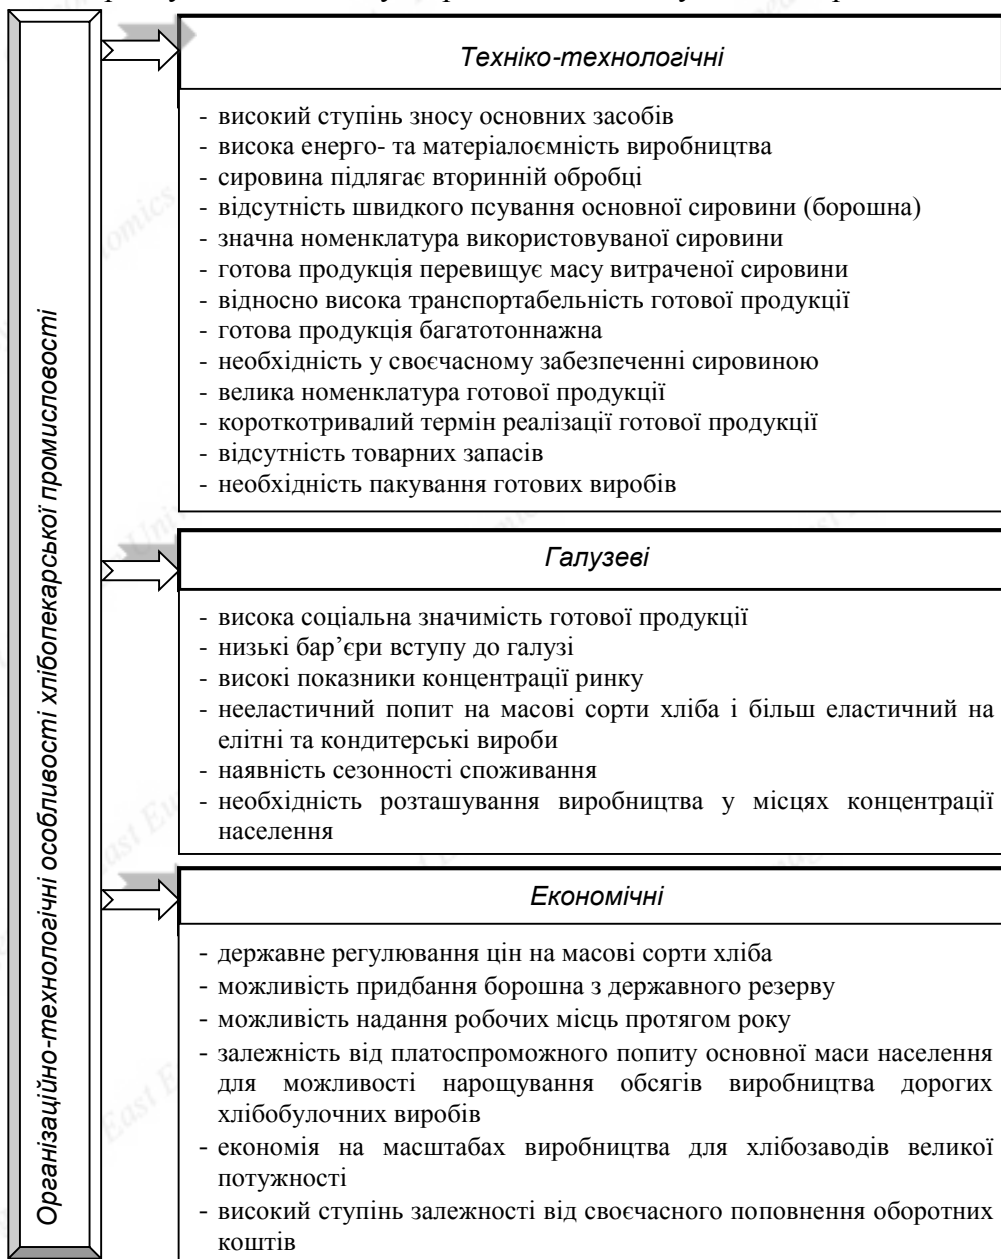 Організаційно-технологічні особливості хлібопекарської промисловості
Техніко-технологічні
- високий ступінь зносу основних засобів
- висока енерго- та матеріалоємність виробництва
- сировина підлягає вторинній обробці
- відсутність швидкого псування основної сировини (борошна)
- значна номенклатура використовуваної сировини
- готова продукція перевищує масу витраченої сировини
- відносно висока транспортабельність готової продукції
- готова продукція багатотоннажна
- необхідність у своєчасному забезпеченні сировиною
- велика номенклатура готової продукції
- короткотривалий термін реалізації готової продукції
- відсутність товарних запасів
- необхідність пакування готових виробів
Галузеві
- висока соціальна значимість готової продукції
- низькі бар’єри вступу до галузі
- високі показники концентрації ринку
- нееластичний попит на масові сорти хліба і більш еластичний на
елітні та кондитерські вироби
- наявність сезонності споживання
- необхідність розташування виробництва у місцях концентрації
населення
Економічні
- державне регулювання цін на масові сорти хліба
- можливість придбання борошна з державного резерву
- можливість надання робочих місць протягом року
- залежність від платоспроможного попиту основної маси населення
для можливості нарощування обсягів виробництва дорогих
хлібобулочних виробів
- економія на масштабах виробництва для хлібозаводів великої
потужності
- високий ступінь залежності від своєчасного поповнення оборотних
коштів